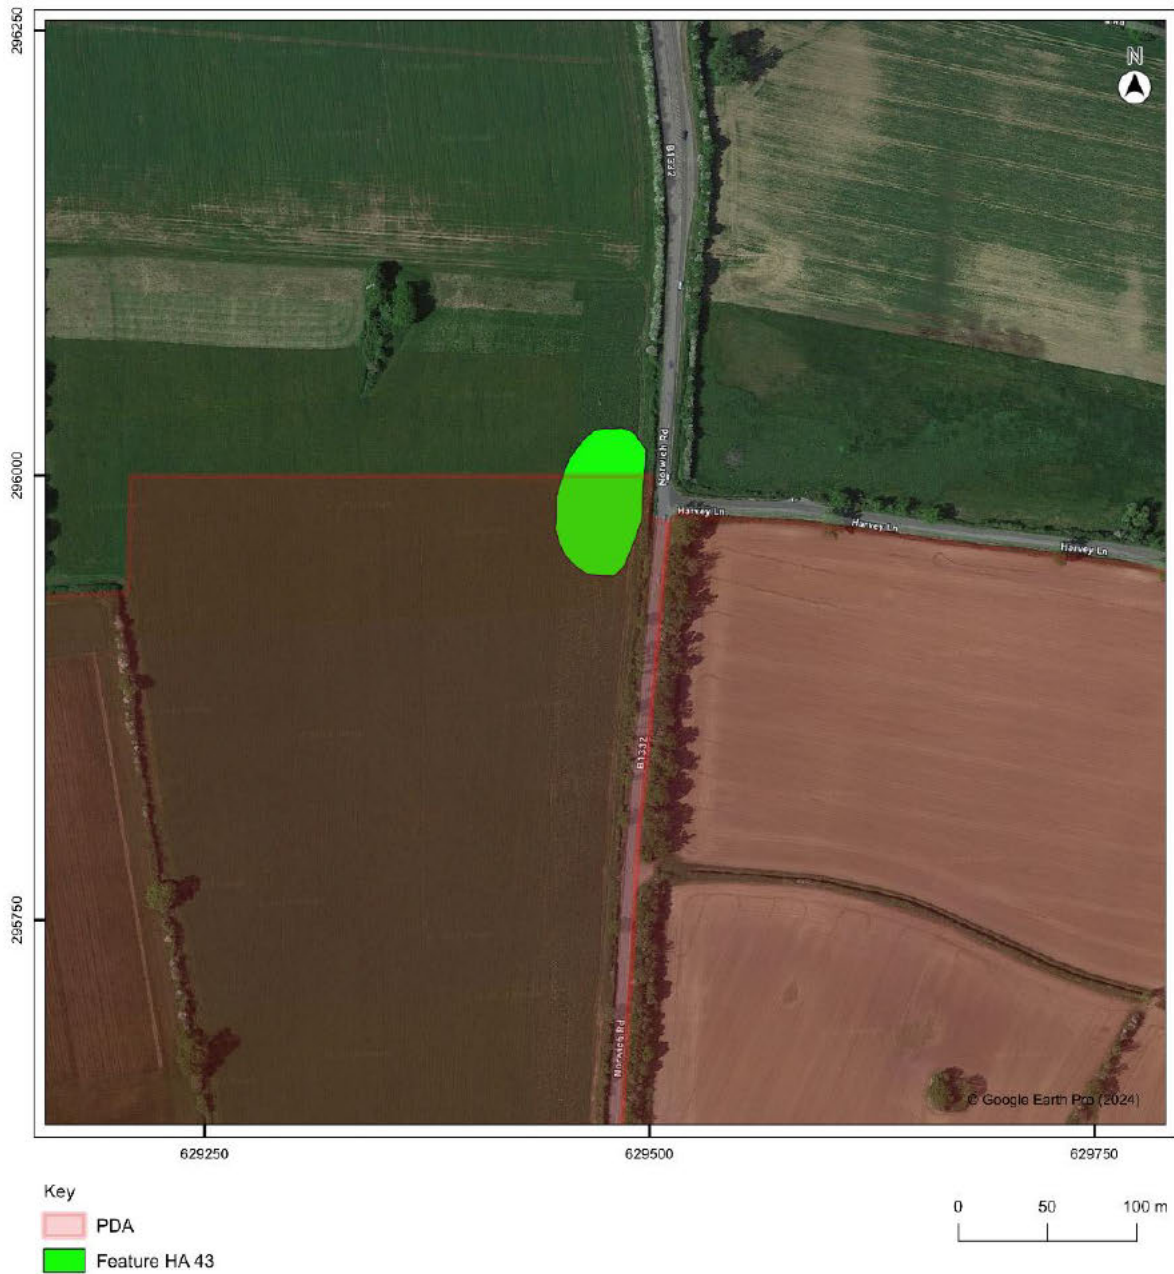 296250
N
B1332
Norwich Rd
296000
Harvey Ln
Harvey Ln
Harvey Ln
B1332
295750
Norwich Rd
© Google Earth Pro (2024)
629250
629500
629750
Key
PDA
Feature HA 43
0 50 100 m